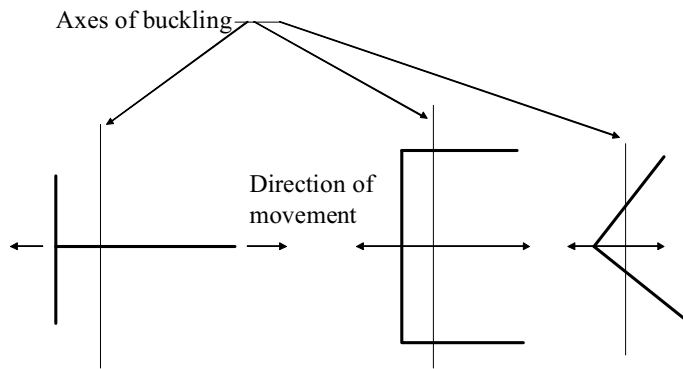 Axes of buckling
Direction of
movement